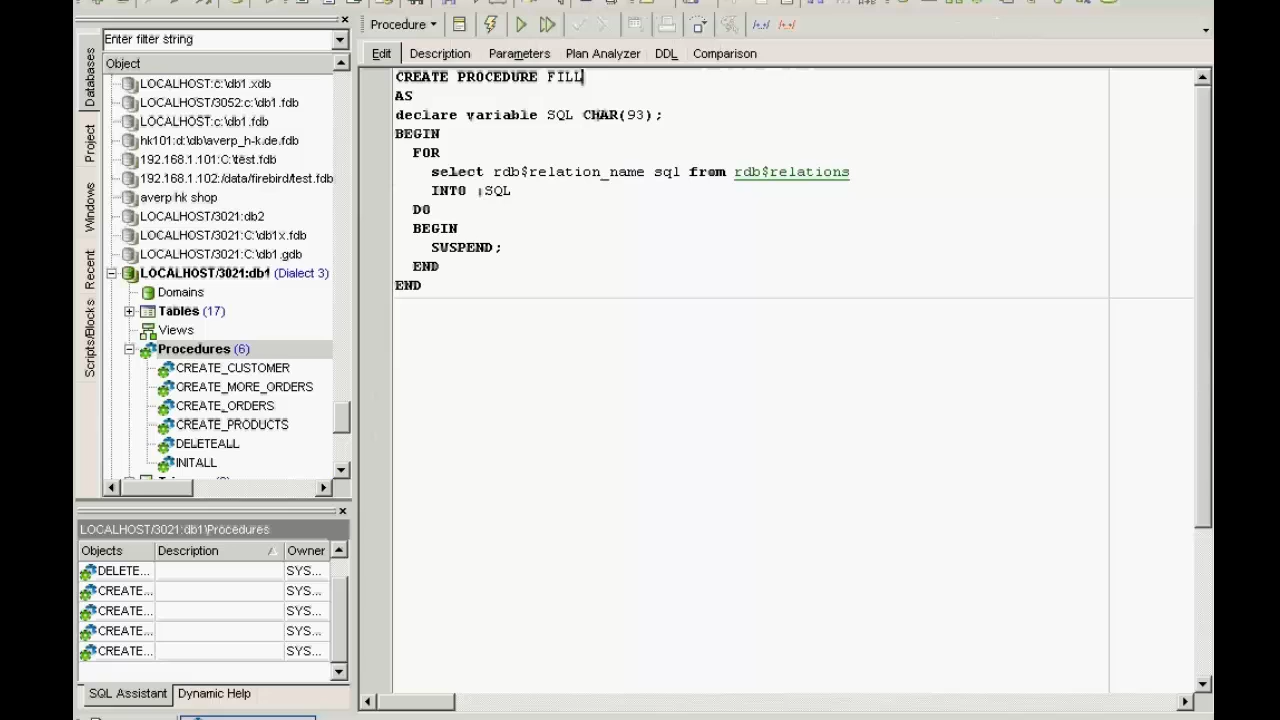 Procedure
Enter filter string
Edit Description Parameters Plan Analyzer DDL Comparison
Databases
Project
Windows
Recent
Scripts/Blocks
Object
LOCALHOST:c:\db1.xdb
LOCALHOST/3052:c:\db1.fdb
LOCALHOST:c:\db1.fdb
hk101:d:\db\averp_h-k.de.fdb
192.168.1.101:C:\test.fdb
192.168.1.102:/data/firebird/test.fdb
averp hk shop
LOCALHOST/3021:db2
LOCALHOST/3021:C:\db1x.fdb
LOCALHOST/3021:C:\db1.gdb
LOCALHOST/3021:db1 (Dialect 3)
Domains
Tables (17)
Views
Procedures (6)
CREATE_CUSTOMER
CREATE_MORE_ORDERS
CREATE_ORDERS
CREATE_PRODUCTS
DELETEALL
INITALL
CREATE PROCEDURE FILL
AS
declare variable SQL CHAR(93);
BEGIN
FOR
select rdb$relation_name sql from rdb$relations
INTO :SQL
DO
BEGIN
SUSPEND;
END
END
LOCALHOST/3021:db1\Procedures
Objects Description Owner
DELETE... SYS...
CREATE... SYS...
CREATE... SYS...
CREATE... SYS...
CREATE... SYS...
SQL Assistant Dynamic Help